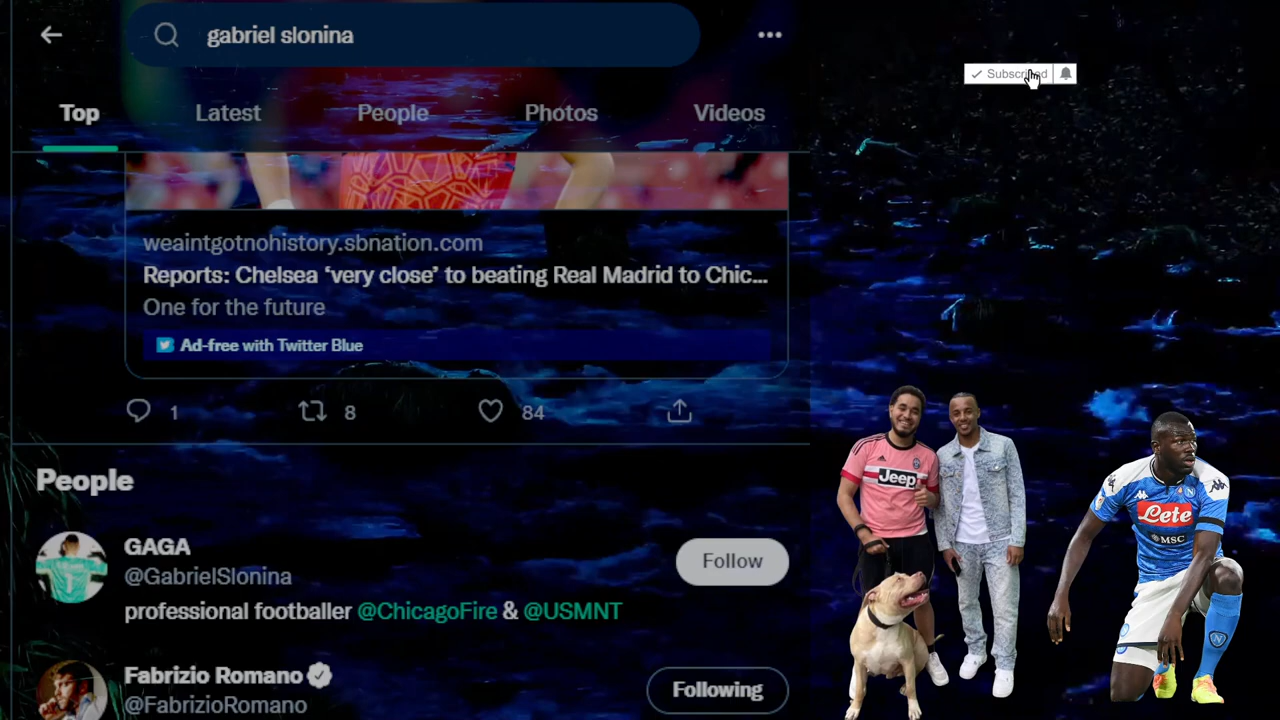 gabriel slonina
Subscribed
Top
Latest
People
Photos
Videos
weaintgotnohistory.sbnation.com
Reports: Chelsea ‘very close’ to beating Real Madrid to Chic...
One for the future
Ad-free with Twitter Blue
1
8
84
People
GAGA
@GabrielSlonina
Follow
professional footballer @ChicagoFire & @USMNT
Fabrizio Romano
@FabrizioRomano
Following
Jeep
Lete
MSC